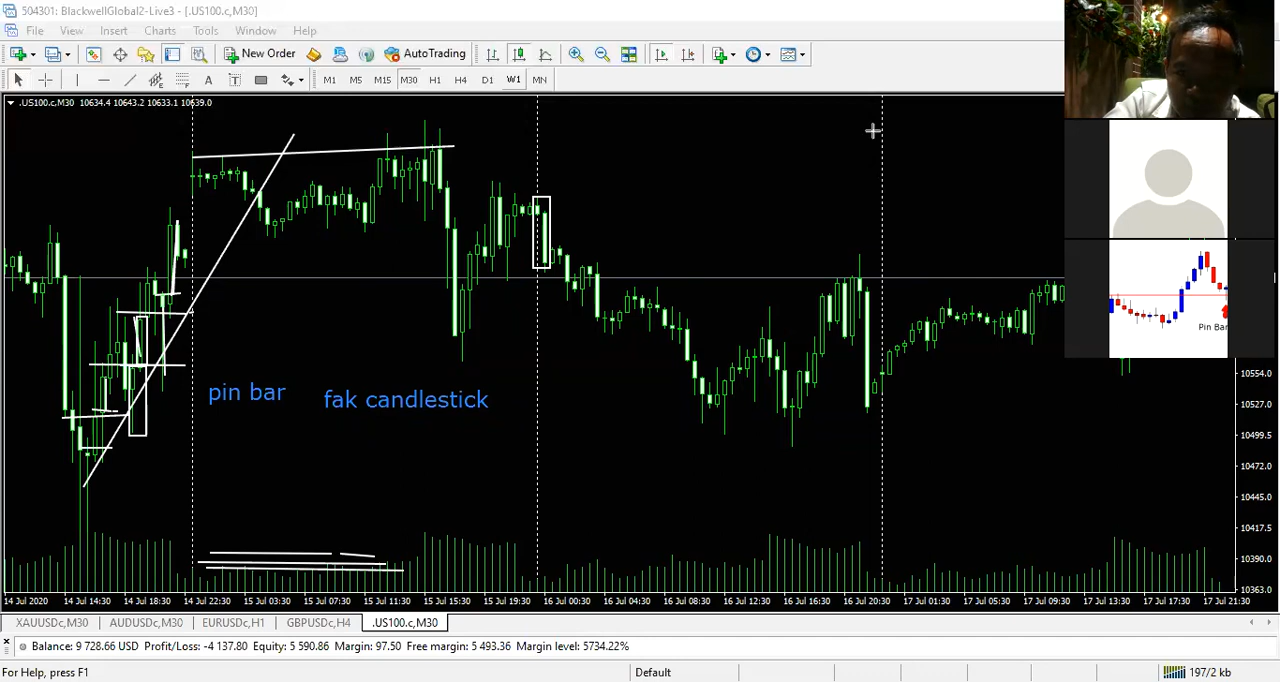 504301: BlackwellGlobal2-Live3 - [.US100.c,M30]
File View Insert Charts Tools Window Help
New Order AutoTrading
A T M1 M5 M15 M30 H1 H4 D1 W1 MN
.US100.c,M30 10634.4 10643.2 10633.1 10639.0
Pin Bar
pin bar
fak candlestick
10554.0
10527.0
10499.5
10472.0
10445.0
10417.5
10390.0
10363.0
14 Jul 2020 14 Jul 14:30 14 Jul 18:30 14 Jul 22:30 15 Jul 03:30 15 Jul 07:30 15 Jul 11:30 15 Jul 15:30 15 Jul 19:30 16 Jul 00:30 16 Jul 04:30 16 Jul 08:30 16 Jul 12:30 16 Jul 16:30 16 Jul 20:30 17 Jul 01:30 17 Jul 05:30 17 Jul 09:30 17 Jul 13:30 17 Jul 17:30 17 Jul 21:30
XAUUSDc,M30 AUDUSDc,M30 EURUSDc,H1 GBPUSDc,H4 .US100.c,M30
Balance: 9 728.66 USD Profit/Loss: -4 137.80 Equity: 5 590.86 Margin: 97.50 Free margin: 5 493.36 Margin level: 5734.22%
For Help, press F1 Default 197/2 kb